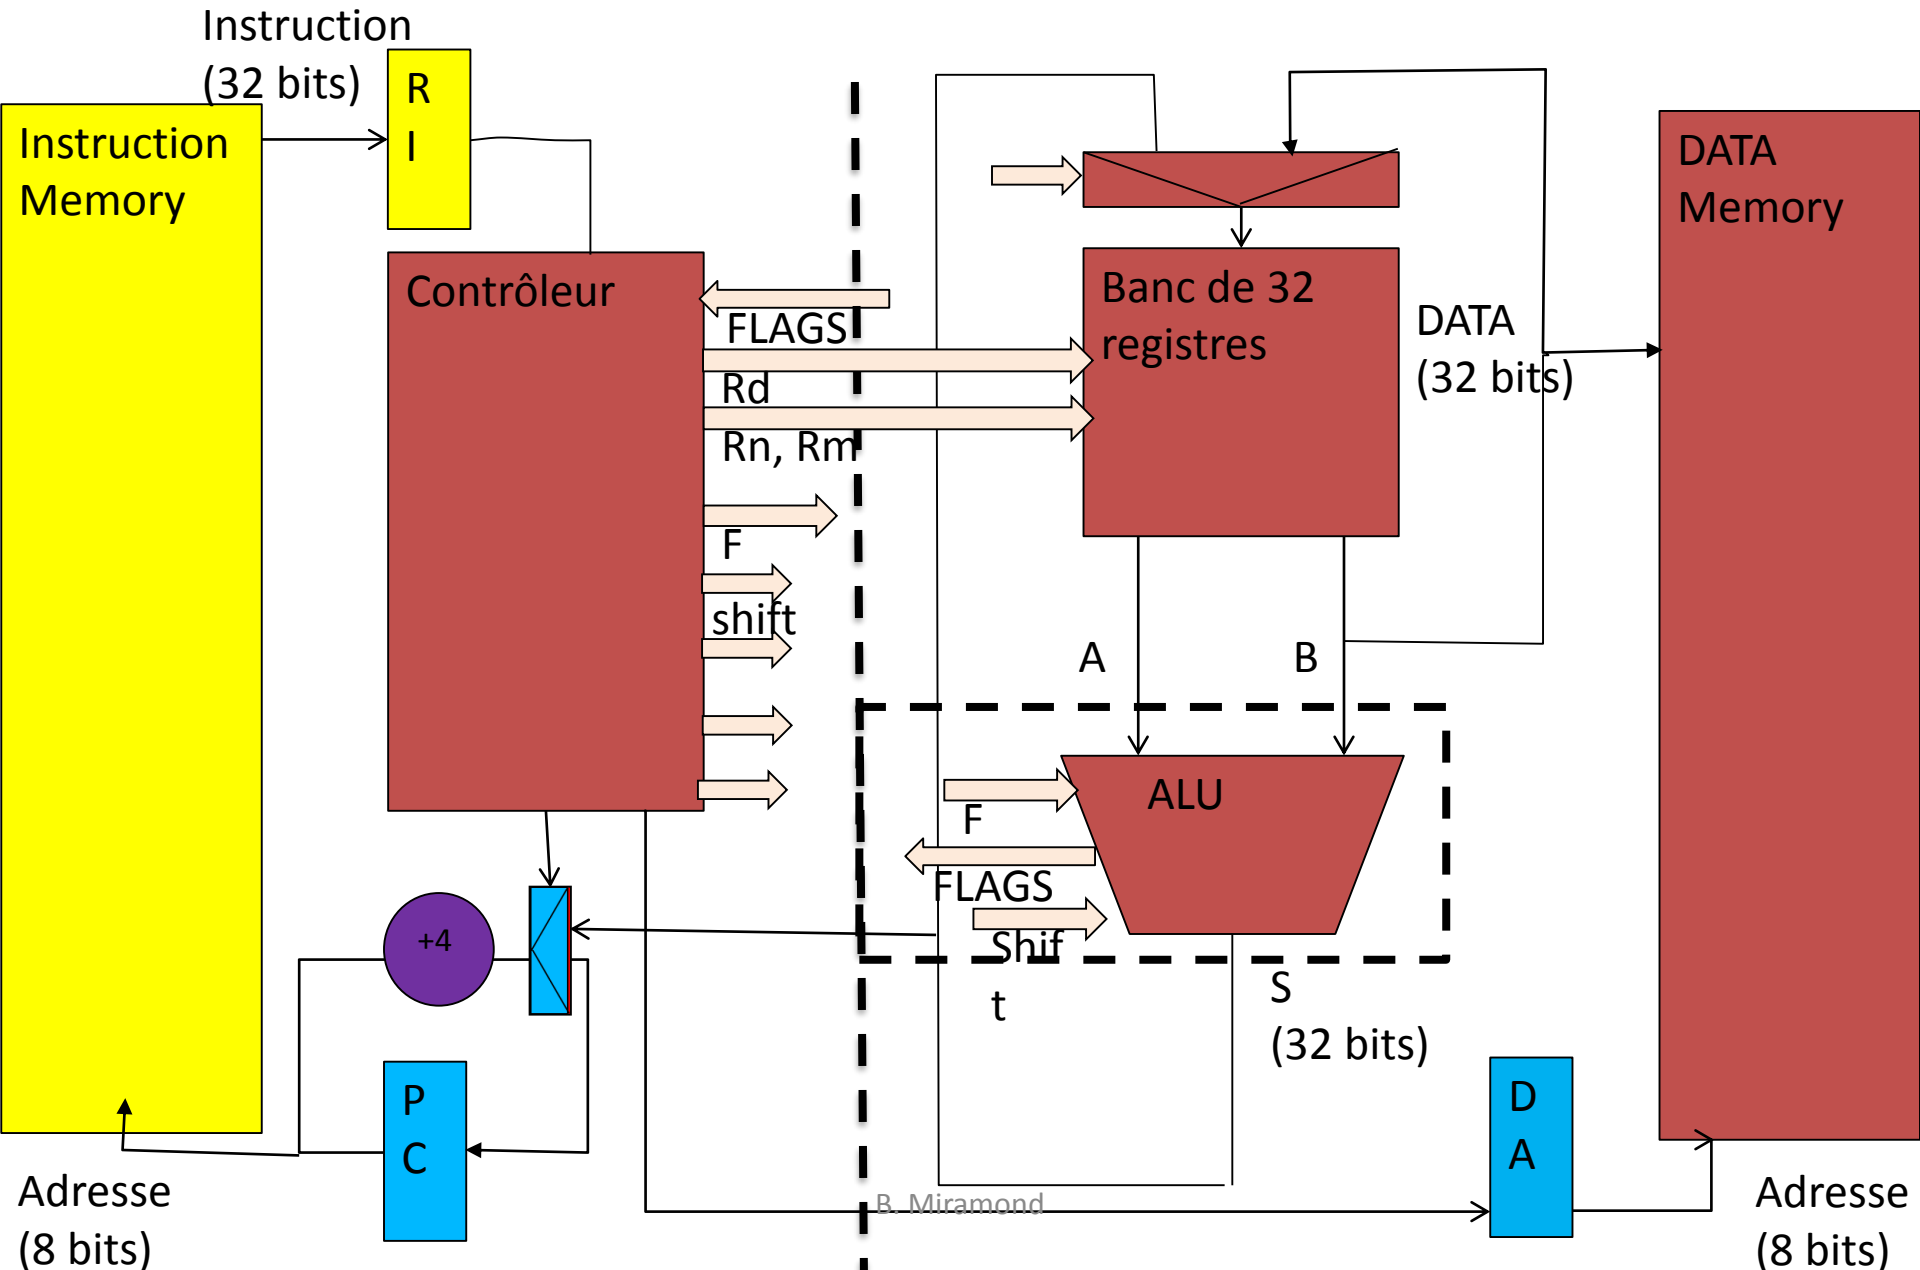 Instruction
(32 bits)
R
I
Instruction
Memory
Contrôleur
FLAGS
Rd
Rn, Rm
F
shift
Banc de 32
registres
DATA
(32 bits)
DATA
Memory
A
B
ALU
F
FLAGS
Shif
t
S
(32 bits)
+4
P
C
D
A
Adresse
(8 bits)
B. Miramond
Adresse
(8 bits)